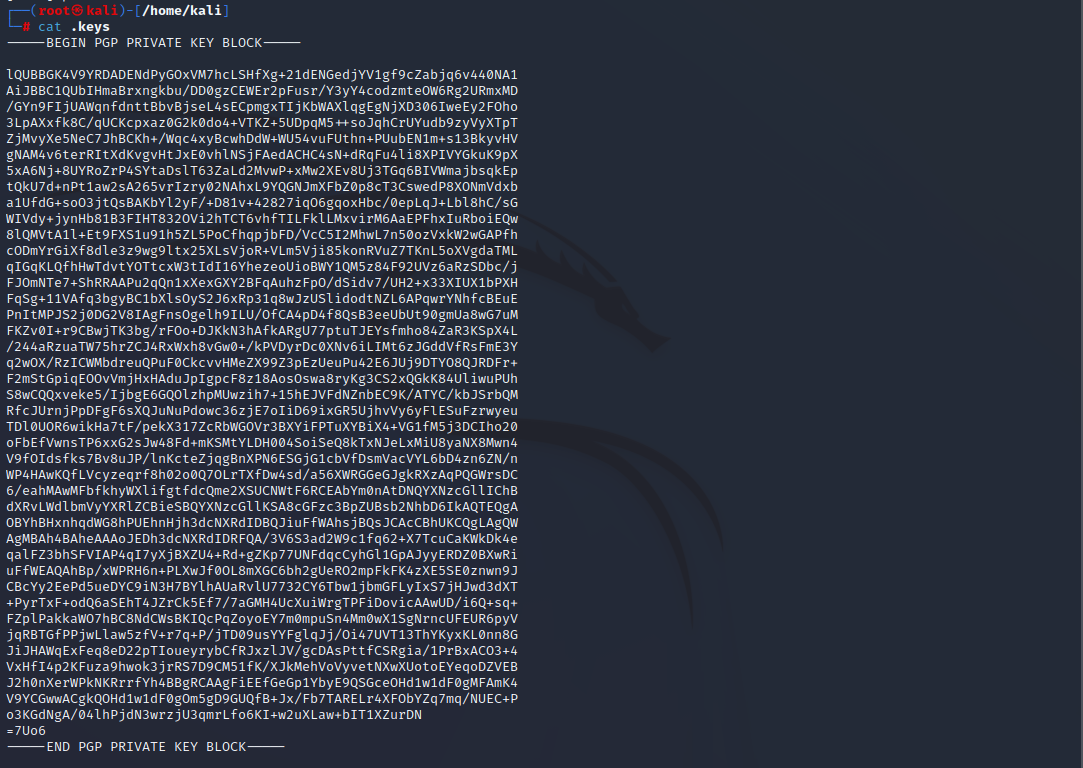 ┌──(root㉿kali)-[/home/kali]
└─# cat .keys
-----BEGIN PGP PRIVATE KEY BLOCK-----
lQUBBGK4V9YRDADENdPyGOxVM7hcLSHfXg+21dENGedjYV1gf9cZabjq6v440NA1
AiJBBC1QUbIHmaBrxngkbu/DD0gzCEWEr2pFusr/Y3yY4codzmteOW6Rg2URmxMD
/GYn9FIjUAWqnfdnttBbvBjseL4sECpmgxTIjKbWAXlqgEgNjXD306IweEy2FOho
3LpAXxfk8C/qUCKcpxaz0G2k0do4+VTKZ+5UDpqM5++soJqhCrUYudb9zyVyXTpT
ZjMvyXe5NeC7JhBCKh+/Wqc4xyBcwhDdW+WU54vuFUthn+PUubEN1m+s13BkyvHV
gNAM4v6terRItXdKvgvHtJxE0vhlNSjFAedACHC4sN+dRqFu4li8XPIVYGkuK9pX
5xA6Nj+8UYRoZrP4SYtaDslT63ZaLd2MvwP+xMw2XEv8Uj3TGq6BIVWmajbsqkEp
tQkU7d+nPt1aw2sA265vrIzry02NAhxL9YQGNJmXFbZ0p8cT3CswedP8XONmVdxb
a1UfdG+soO3jtQsBAKbYl2yF/+D81v+42827iqO6gqoxHbc/0epLqJ+Lbl8hC/sG
WIVdy+jynHb81B3FIHT832OVi2hTCT6vhfTILFklLMxvirM6AaEPFhxIuRboiEQw
8lQMVtA1l+Et9FXS1u91h5ZL5PoCfhqpjbFD/VcC5I2MhwL7n50ozVxkW2wGAPfh
cODmYrGiXf8dle3z9wg9ltx25XLsVjoR+VLm5Vji85konRVuZ7TKnL5oXVgdaTML
qIGqKLQfhHwTdvtYOTtcxW3tIdI16YhezeoUioBWY1QM5z84F92UVz6aRzSDbc/j
FJOmNTe7+ShRRAAPu2qQn1xXexGXY2BFqAuhzFpO/dSidv7/UH2+x33XIUX1bPXH
FqSg+11VAfq3bgyBC1bXlsOyS2J6xRp31q8wJzUSlidodtNZL6APqwrYNhfcBEuE
PnItMPJS2j0DG2V8IAgFnsOgelh9ILU/OfCA4pD4f8QsB3eeUbUt90gmUa8wG7uM
FKZv0I+r9CBwjTK3bg/rFOo+DJKkN3hAfkARgU77ptuTJEYsfmho84ZaR3KSpX4L
/244aRzuaTW75hrZCJ4RxWxh8vGw0+/kPVDyrDc0XNv6iLIMt6zJGddVfRsFmE3Y
q2wOX/RzICWMbdreuQPuF0CkcvvHMeZX99Z3pEzUeuPu42E6JUj9DTYO8QJRDFr+
F2mStGpiqEOOvVmjHxHAduJpIgpcF8z18AosOswa8ryKg3CS2xQGkK84UliwuPUh
S8wCQQxveke5/IjbgE6GQOlzhpMUwzih7+15hEJVFdNZnbEC9K/ATYC/kbJSrbQM
RfcJUrnjPpDFgF6sXQJuNuPdowc36zjE7oIiD69ixGR5UjhvVy6yFlESuFzrwyeu
TDl0UOR6wikHa7tF/pekX317ZcRbWGOVr3BXYiFPTuXYBiX4+VG1fM5j3DCIho20
oFbEfVwnsTP6xxG2sJw48Fd+mKSMtYLDH004SoiSeQ8kTxNJeLxMiU8yaNX8Mwn4
V9fOIdsfks7Bv8uJP/lnKcteZjqgBnXPN6ESGjG1cbVfDsmVacVYL6bD4zn6ZN/n
WP4HAwKQfLVcyzeqrf8h02o0Q7OLrTXfDw4sd/a56XWRGGeGJgkRXzAqPQGWrsDC
6/eahMAwMFbfkhyWXlifgtfdcQme2XSUCNWtF6RCEAbYm0nAtDNQYXNzcGllIChB
dXRvLWdlbmVyYXRlZCBieSBQYXNzcGllKSA8cGFzc3BpZUBsb2NhbD6IkAQTEQgA
OBYhBHxnhqdWG8hPUEhnHjh3dcNXRdIDBQJiuFfWAhsjBQsJCAcCBhUKCQgLAgQW
AgMBAh4BAheAAAoJEDh3dcNXRdIDRFQA/3V6S3ad2W9c1fq62+X7TcuCaKWkDk4e
qalFZ3bhSFVIAP4qI7yXjBXZU4+Rd+gZKp77UNFdqcCyhGl1GpAJyyERDZ0BXwRi
uFfWEAQAhBp/xWPRH6n+PLXwJf0OL8mXGC6bh2gUeRO2mpFkFK4zXE5SE0znwn9J
CBcYy2EePd5ueDYC9iN3H7BYlhAUaRvlU7732CY6Tbw1jbmGFLyIxS7jHJwd3dXT
+PyrTxF+odQ6aSEhT4JZrCk5Ef7/7aGMH4UcXuiWrgTPFiDovicAAwUD/i6Q+sq+
FZplPakkaWO7hBC8NdCWsBKIQcPqZoyoEY7m0mpuSn4Mm0wX1SgNrncUFEUR6pyV
jqRBTGfPPjwLlaw5zfV+r7q+P/jTD09usYYFglqJj/Oi47UVT13ThYKyxKL0nn8G
JiJHAWqExFeq8eD22pTIoueyrybCfRJxzlJV/gcDAsPttfCSRgia/1PrBxACO3+4
VxHfI4p2KFuza9hwok3jrRS7D9CM51fK/XJkMehVoVyvetNXwXUotoEYeqoDZVEB
J2h0nXerWPkNKRrrfYh4BBgRCAAgFiEEfGeGp1YbyE9QSGceOHd1w1dF0gMFAmK4
V9YCGwwACgkQOHd1w1dF0gOm5gD9GUQfB+Jx/Fb7TARELr4XFObYZq7mq/NUEC+P
o3KGdNgA/04lhPjdN3wrzjU3qmrLfo6KI+w2uXLaw+bIT1XZurDN
=7Uo6
-----END PGP PRIVATE KEY BLOCK-----